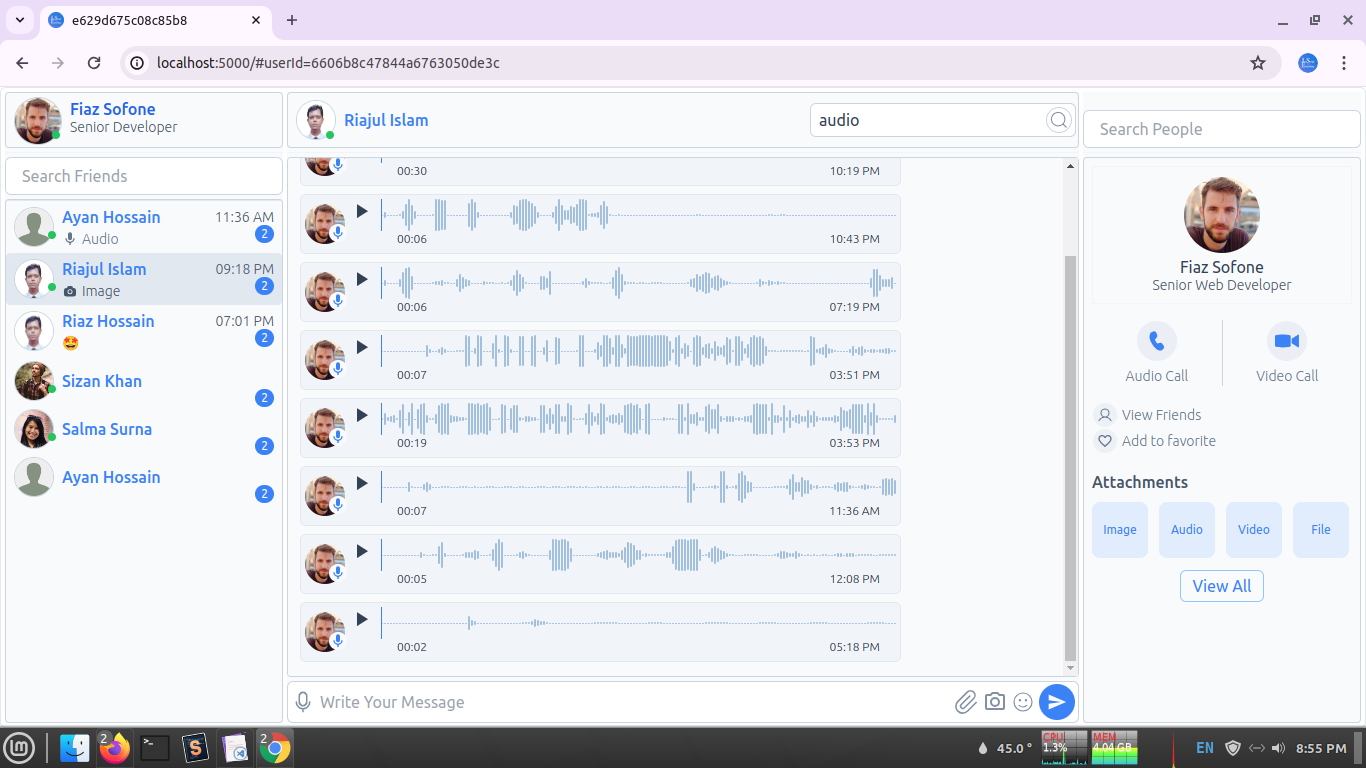 e629d675c08c85b8
localhost:5000/#userId=6606b8c47844a6763050de3c
Fiaz Sofone
Senior Developer
Search Friends
Ayan Hossain 11:36 AM
Audio 2
Riajul Islam 09:18 PM
Image 2
Riaz Hossain 07:01 PM
🤩 2
Sizan Khan
2
Salma Surna
2
Ayan Hossain
2
Riajul Islam
audio
00:30 10:19 PM
00:06 10:43 PM
00:06 07:19 PM
00:07 03:51 PM
00:19 03:53 PM
00:07 11:36 AM
00:05 12:08 PM
00:02 05:18 PM
Write Your Message
Search People
Fiaz Sofone
Senior Web Developer
Audio Call Video Call
View Friends
Add to favorite
Attachments
Image Audio Video File
View All
2 2 45.0 ° CPU 1.3% MEM 4.04 GB EN 8:55 PM